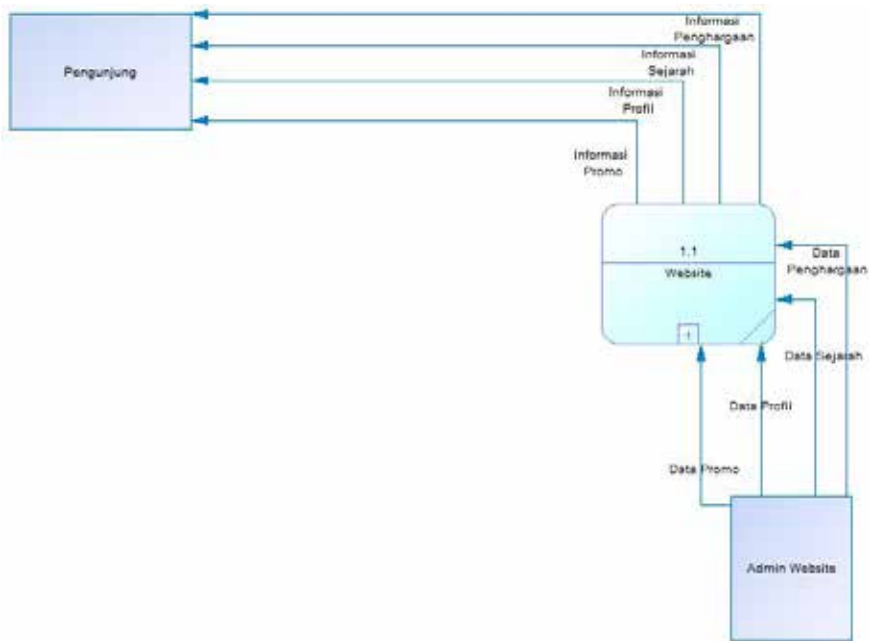 Pengunjung
Informasi
Penghargaan
Informasi
Sejarah
Informasi
Profil
Informasi
Promo
1.1
Website
1
Data
Penghargaan
Data Sejarah
Data Profil
Data Promo
Admin Website